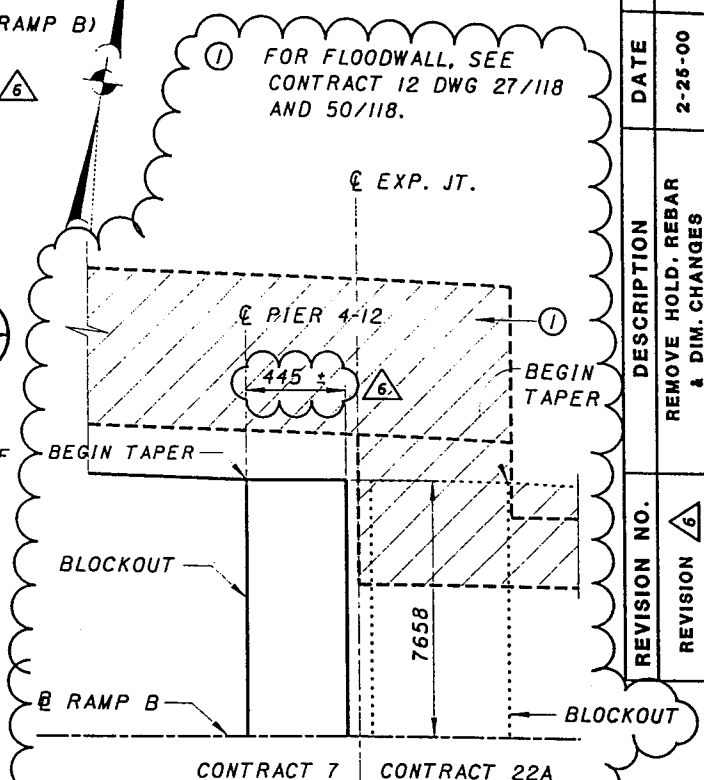 RAMP B)
6
1 FOR FLOODWALL, SEE
CONTRACT 12 DWG 27/118
AND 50/118.
℄ EXP. JT.
℄ PIER 4-12
1
445 ±
6
BEGIN
TAPER
BEGIN TAPER
BLOCKOUT
7658
RAMP B
BLOCKOUT
CONTRACT 7
CONTRACT 22A
DATE
2-25-00
DESCRIPTION
REMOVE HOLD, REBAR
& DIM. CHANGES
REVISION NO.
REVISION 6